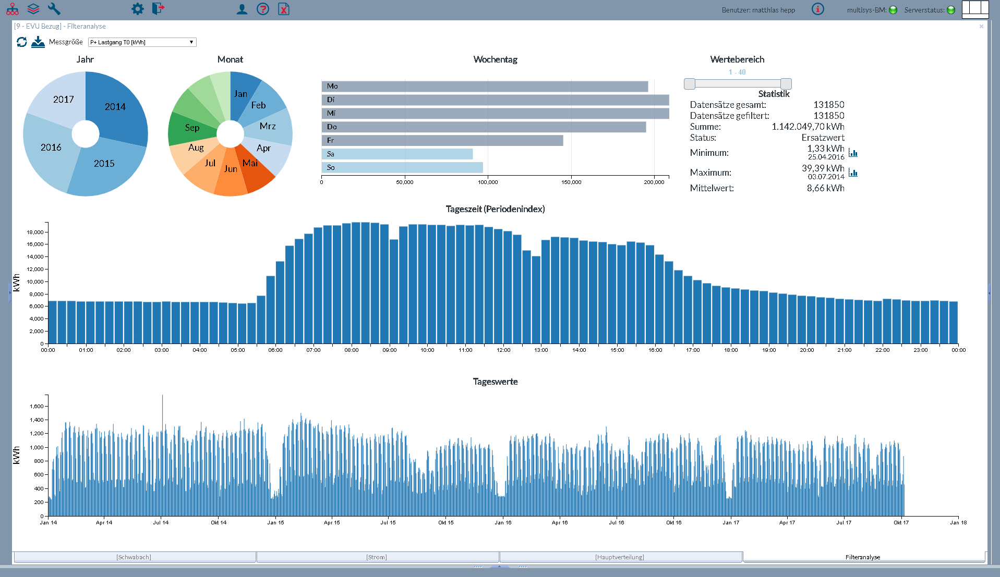 Benutzer: matthias hepp
multisys-BM:
Serverstatus:
[9 - EVU Bezug] - Filteranalyse
Messgröße
P+ Lastgang T0 [kWh]
Jahr
2014
2015
2016
2017
Monat
Jan
Feb
Mrz
Apr
Mai
Jun
Jul
Aug
Sep
Wochentag
Mo
Di
Mi
Do
Fr
Sa
So
0 50,000 100,000 150,000 200,000
Wertebereich
1 - 40
Statistik
Datensätze gesamt: 131850
Datensätze gefiltert: 131850
Summe: 1.142.049,70 kWh
Status: Ersatzwert
Minimum: 1,33 kWh
25.04.2016
Maximum: 39,39 kWh
03.07.2014
Mittelwert: 8,66 kWh
Tageszeit (Periodenindex)
kWh
18,000
16,000
14,000
12,000
10,000
8,000
6,000
4,000
2,000
0
00:00 01:00 02:00 03:00 04:00 05:00 06:00 07:00 08:00 09:00 10:00 11:00 12:00 13:00 14:00 15:00 16:00 17:00 18:00 19:00 20:00 21:00 22:00 23:00 00:00
Tageswerte
kWh
1,600
1,400
1,200
1,000
800
600
400
200
0
Jan 14 Apr 14 Jul 14 Okt 14 Jan 15 Apr 15 Jul 15 Okt 15 Jan 16 Apr 16 Jul 16 Okt 16 Jan 17 Apr 17 Jul 17 Okt 17 Jan 18
[Schwabach]
[Strom]
[Hauptverteilung]
Filteranalyse